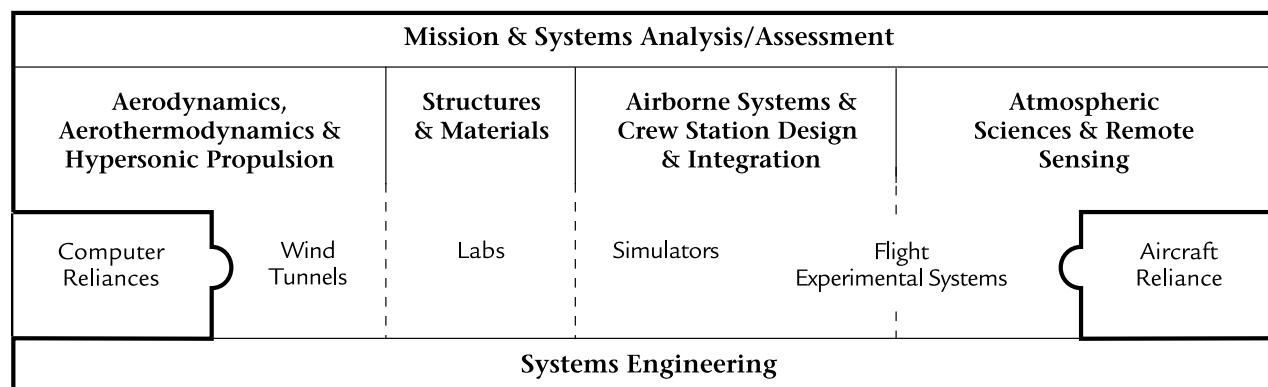 Mission & Systems Analysis/Assessment
Aerodynamics,
Aerothermodynamics &
Hypersonic Propulsion
Structures
& Materials
Airborne Systems &
Crew Station Design
& Integration
Atmospheric
Sciences & Remote
Sensing
Computer
Reliances
Wind
Tunnels
Labs
Simulators
Flight
Experimental Systems
Aircraft
Reliance
Systems Engineering